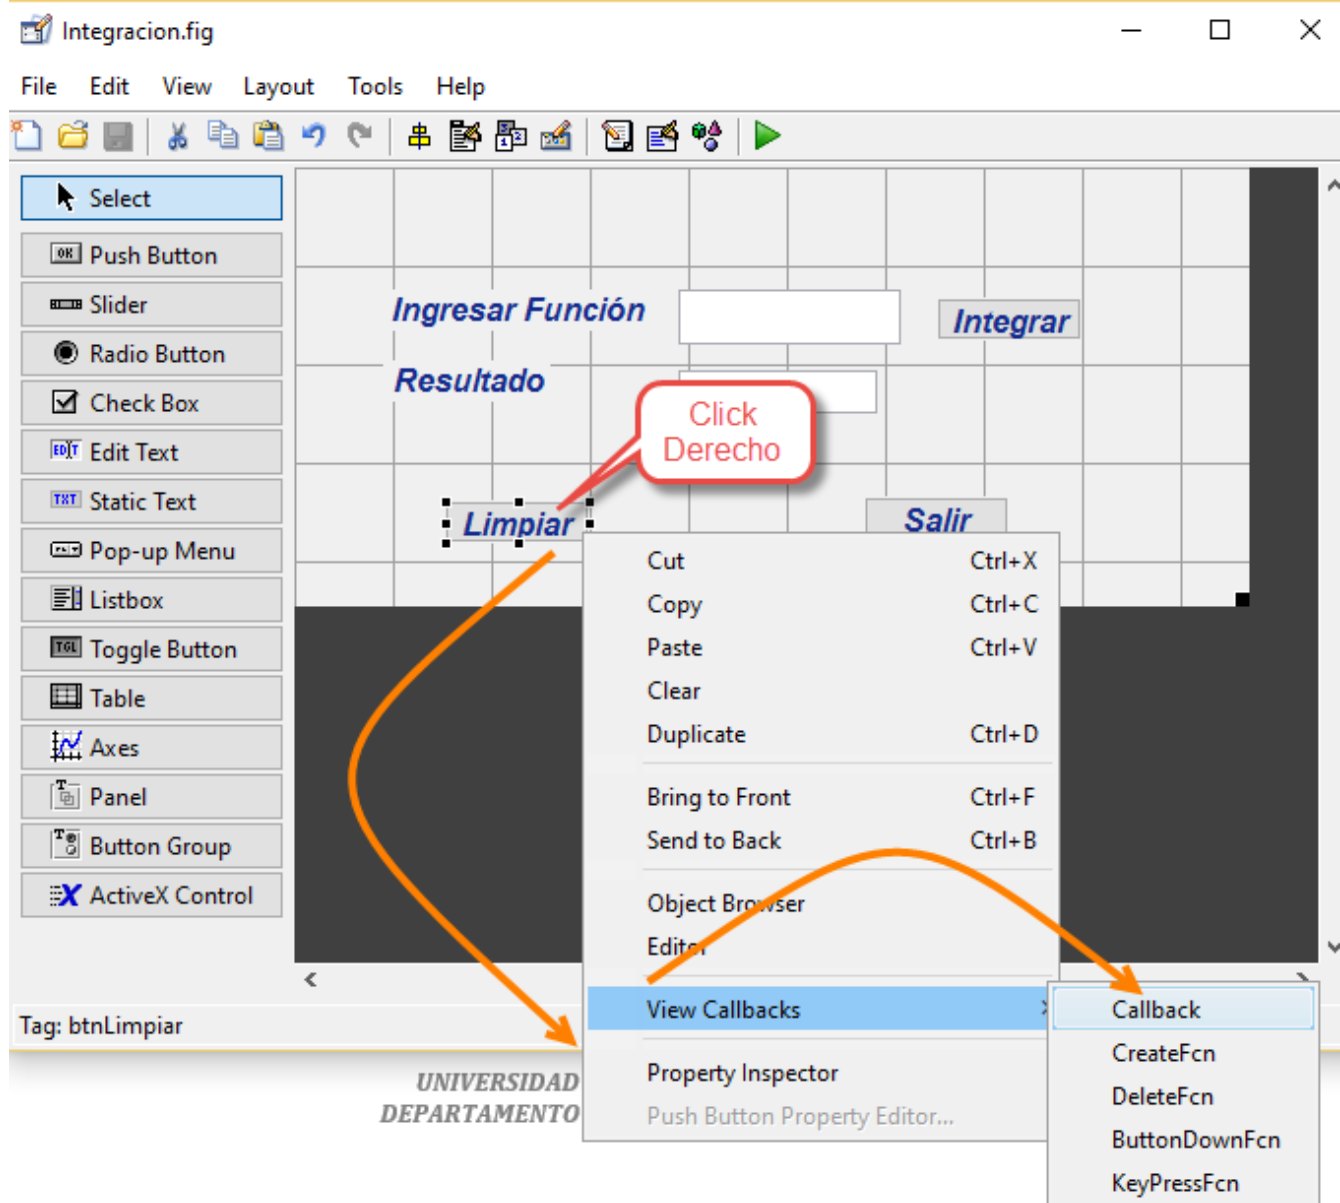 Integracion.fig
File Edit View Layout Tools Help
Select
Push Button
Slider
Radio Button
Check Box
EDIT Edit Text
TXT Static Text
Pop-up Menu
Listbox
TGL Toggle Button
Table
Axes
Panel
Button Group
ActiveX Control
Ingresar Función
Integrar
Resultado
Click
Derecho
Limpiar
Salir
Cut Ctrl+X
Copy Ctrl+C
Paste Ctrl+V
Clear
Duplicate Ctrl+D
Bring to Front Ctrl+F
Send to Back Ctrl+B
Object Browser
Editor
View Callbacks
Property Inspector
Push Button Property Editor...
Callback
CreateFcn
DeleteFcn
ButtonDownFcn
KeyPressFcn
Tag: btnLimpiar
UNIVERSIDAD
DEPARTAMENTO